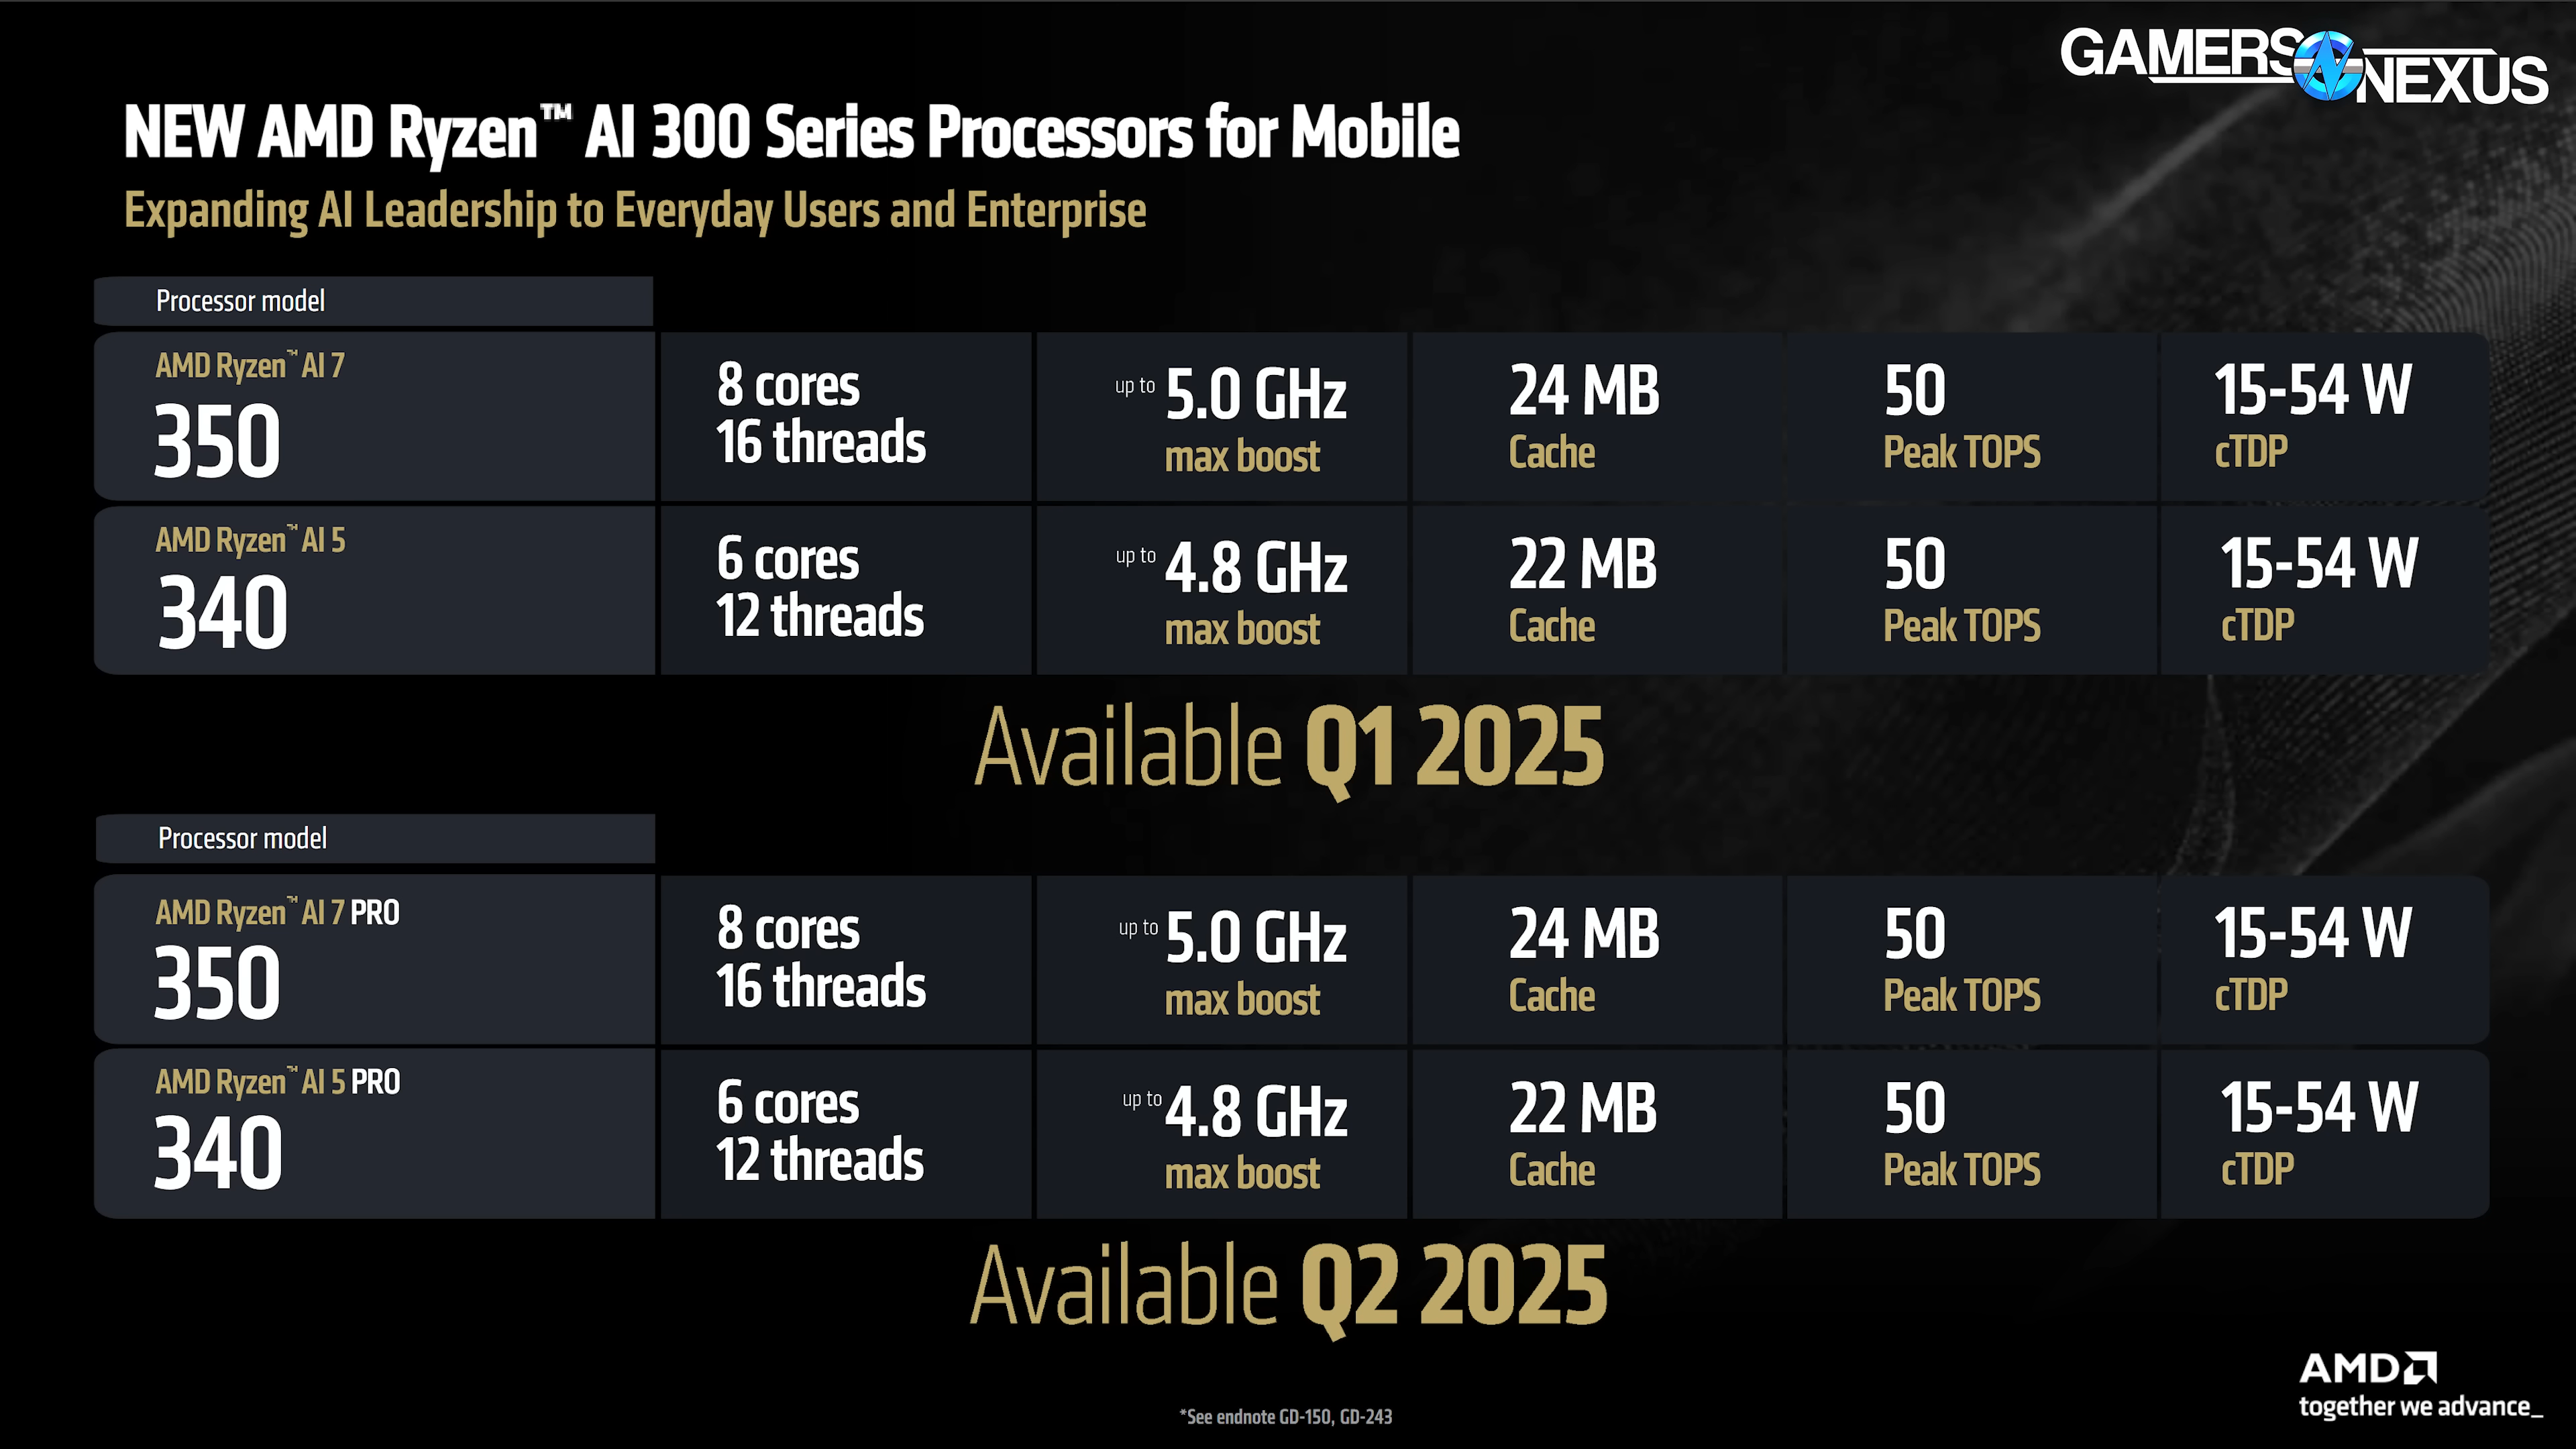 GAMERS NEXUS
NEW AMD Ryzen™ AI 300 Series Processors for Mobile
Expanding AI Leadership to Everyday Users and Enterprise
Processor model
AMD Ryzen™ AI 7
350
8 cores
16 threads
up to 5.0 GHz
max boost
24 MB
Cache
50
Peak TOPS
15-54 W
cTDP
AMD Ryzen™ AI 5
340
6 cores
12 threads
up to 4.8 GHz
max boost
22 MB
Cache
50
Peak TOPS
15-54 W
cTDP
Available Q1 2025
Processor model
AMD Ryzen™ AI 7 PRO
350
8 cores
16 threads
up to 5.0 GHz
max boost
24 MB
Cache
50
Peak TOPS
15-54 W
cTDP
AMD Ryzen™ AI 5 PRO
340
6 cores
12 threads
up to 4.8 GHz
max boost
22 MB
Cache
50
Peak TOPS
15-54 W
cTDP
Available Q2 2025
AMD
together we advance_
*See endnote GD-150, GD-243